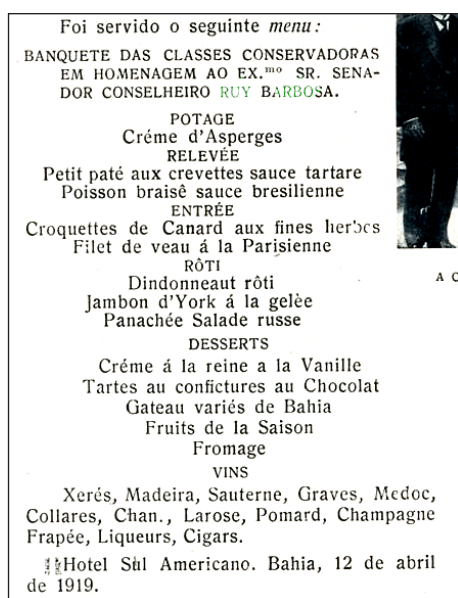 Foi servido o seguinte menu:
BANQUETE DAS CLASSES CONSERVADORAS
EM HOMENAGEM AO EX.mo SR. SENA-
DOR CONSELHEIRO RUY BARBOSA.
POTAGE
Créme d'Asperges
RELEVÉE
Petit paté aux crevettes sauce tartare
Poisson braisê sauce bresilienne
ENTRÉE
Croquettes de Canard aux fines herbes
Filet de veau á la Parisienne
RÔTI
Dindonneaut rôti
Jambon d'York á la gelèe
Panachée Salade russe
DESSERTS
Créme á la reine a la Vanille
Tartes au confictures au Chocolat
Gateau variés de Bahia
Fruits de la Saison
Fromage
VINS
Xerés, Madeira, Sauterne, Graves, Medoc,
Collares, Chan., Larose, Pomard, Champagne
Frapée, Liqueurs, Cigars.
Hotel Sul Americano. Bahia, 12 de abril
de 1919.
A C